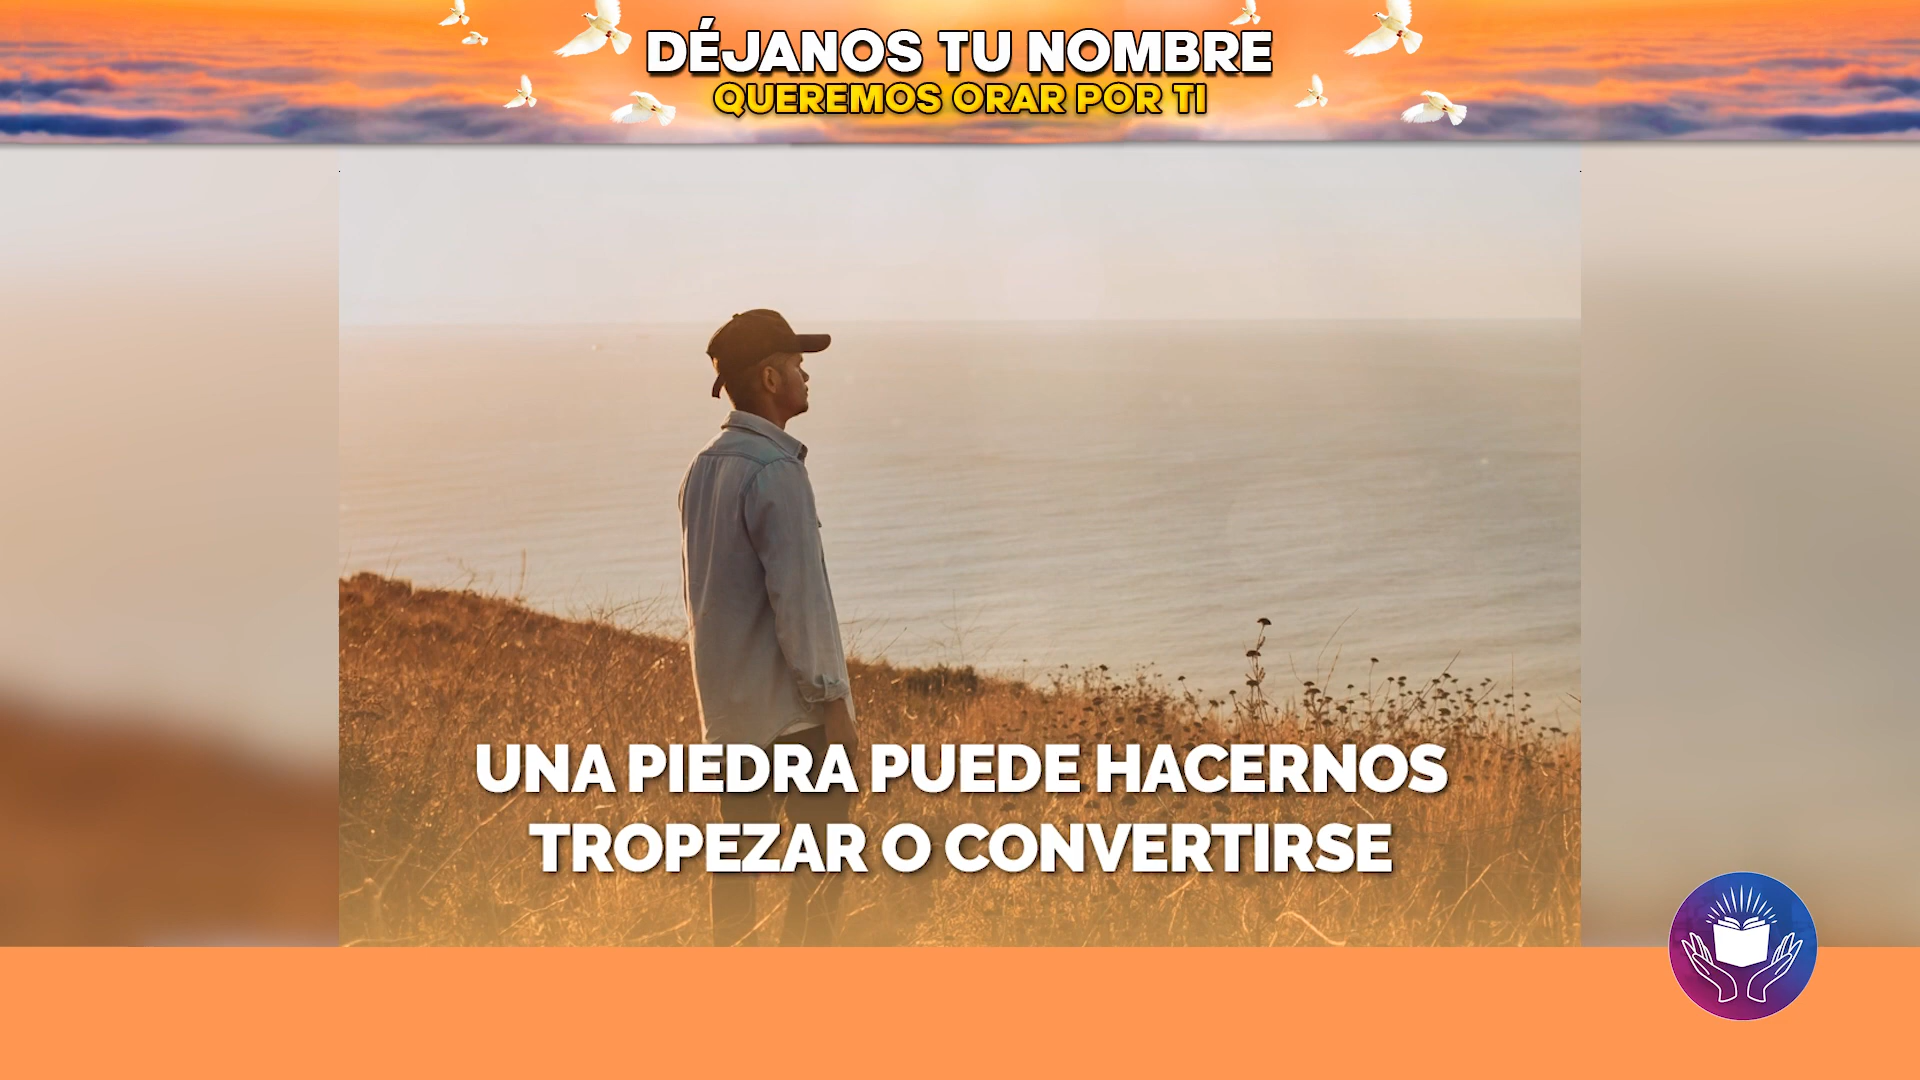 DÉJANOS TU NOMBRE
QUEREMOS ORAR POR TI
UNA PIEDRA PUEDE HACERNOS
TROPEZAR O CONVERTIRSE